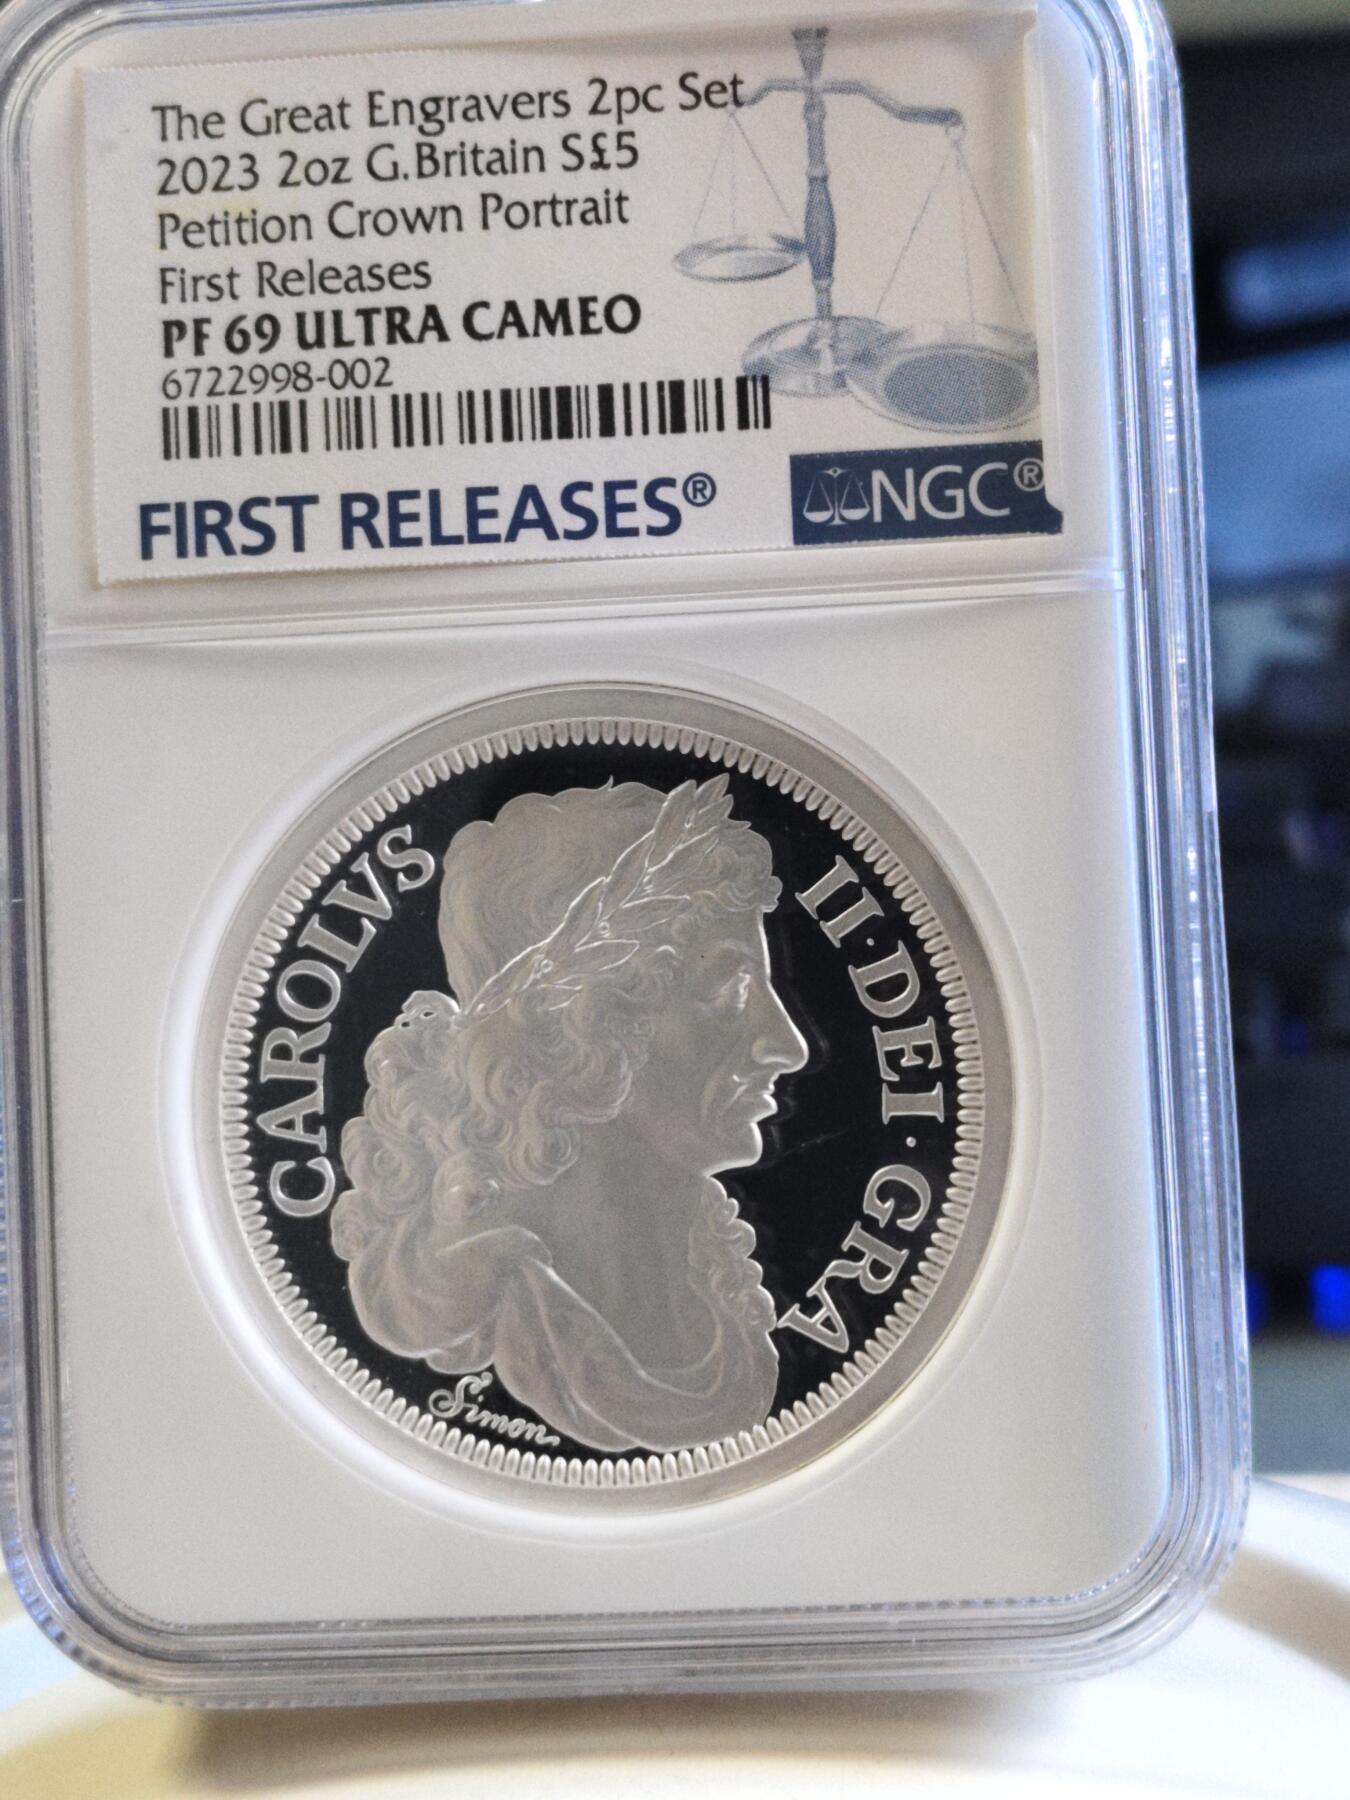 The Great Engravers 2pc Set
2023 2oz G.Britain S£5
Petition Crown Portrait
First Releases
PF 69 ULTRA CAMEO
6722998-002
FIRST RELEASES®
NGC®
CAROLVS
II·DEI·GRA
Simon